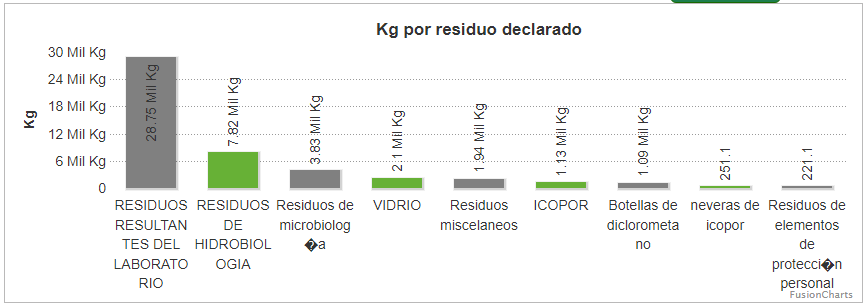 Kg por residuo declarado
Kg
30 Mil Kg
24 Mil Kg
18 Mil Kg
12 Mil Kg
6 Mil Kg
0
28.75 Mil Kg
7.82 Mil Kg
3.83 Mil Kg
2.1 Mil Kg
1.94 Mil Kg
1.13 Mil Kg
1.09 Mil Kg
251.1
221.1
RESIDUOS
RESULTAN
TES DEL
LABORATO
RIO
RESIDUOS
DE
HIDROBIOL
OGIA
Residuos de
microbiolog
�a
VIDRIO
Residuos
miscelaneos
ICOPOR
Botellas de
diclorometa
no
neveras de
icopor
Residuos de
elementos
de
protecci�n
personal
FusionCharts